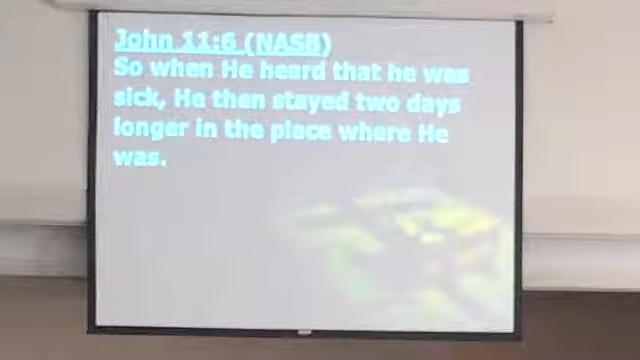 John 11:6 (NASB)
So when He heard that he was
sick, He then stayed two days
longer in the place where He
was.